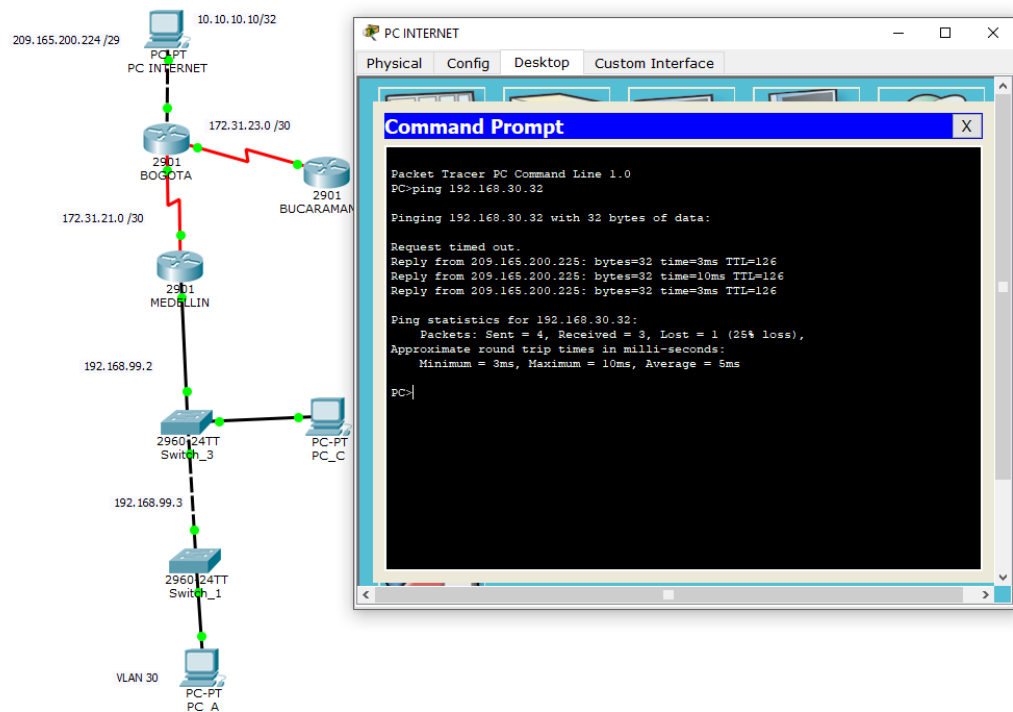 10.10.10.10/32
209.165.200.224 /29
PC-PT
PC INTERNET
172.31.23.0 /30
2901
BOGOTA
2901
BUCARAMAN
172.31.21.0 /30
2901
MEDELLIN
192.168.99.2
2960-24TT
Switch_3
PC-PT
PC_C
192.168.99.3
2960-24TT
Switch_1
VLAN 30
PC-PT
PC_A
PC INTERNET
Physical Config Desktop Custom Interface
Command Prompt X
Packet Tracer PC Command Line 1.0
PC>ping 192.168.30.32
Pinging 192.168.30.32 with 32 bytes of data:
Request timed out.
Reply from 209.165.200.225: bytes=32 time=3ms TTL=126
Reply from 209.165.200.225: bytes=32 time=10ms TTL=126
Reply from 209.165.200.225: bytes=32 time=3ms TTL=126
Ping statistics for 192.168.30.32:
Packets: Sent = 4, Received = 3, Lost = 1 (25% loss),
Approximate round trip times in milli-seconds:
Minimum = 3ms, Maximum = 10ms, Average = 5ms
PC>